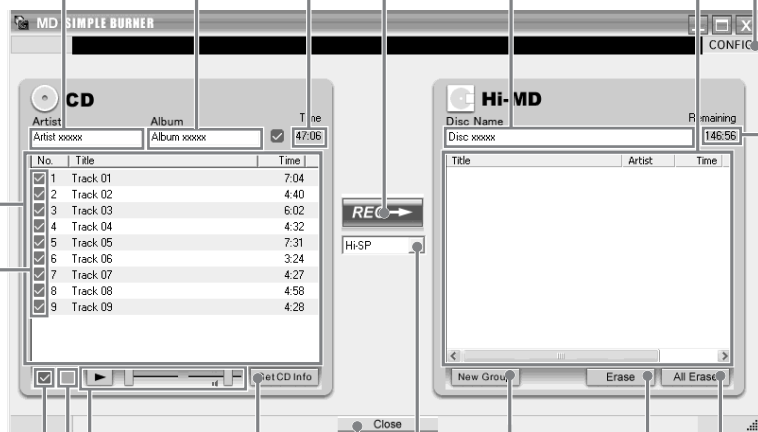 MD SIMPLE BURNER
CONFIG
CD
Artist Album Time
Artist xxxxx Album xxxxx 47:06
No. Title Time
1 Track 01 7:04
2 Track 02 4:40
3 Track 03 6:02
4 Track 04 4:32
5 Track 05 7:31
6 Track 06 3:24
7 Track 07 4:27
8 Track 08 4:58
9 Track 09 4:28
Get CD Info
REC
Hi-SP
Hi-MD
Disc Name Remaining
Disc xxxxx 146:56
Title Artist Time
New Group Erase All Erase
Close